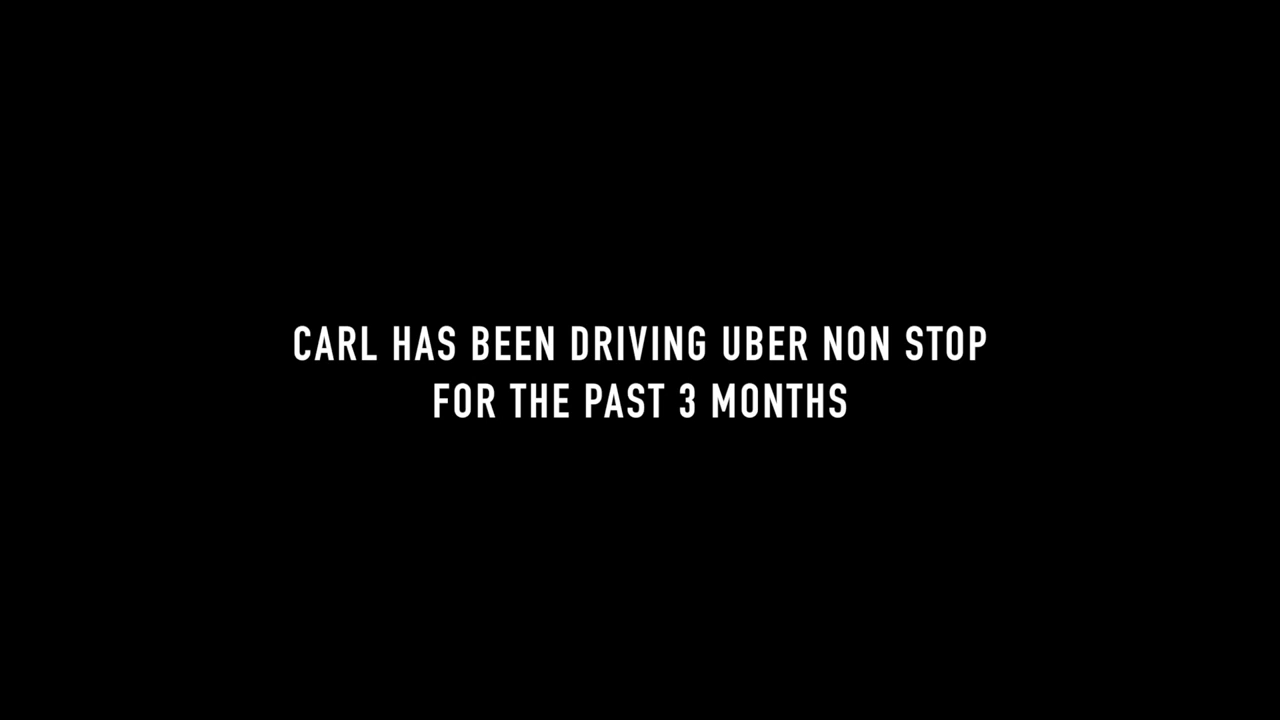 CARL HAS BEEN DRIVING UBER NON STOP
FOR THE PAST 3 MONTHS